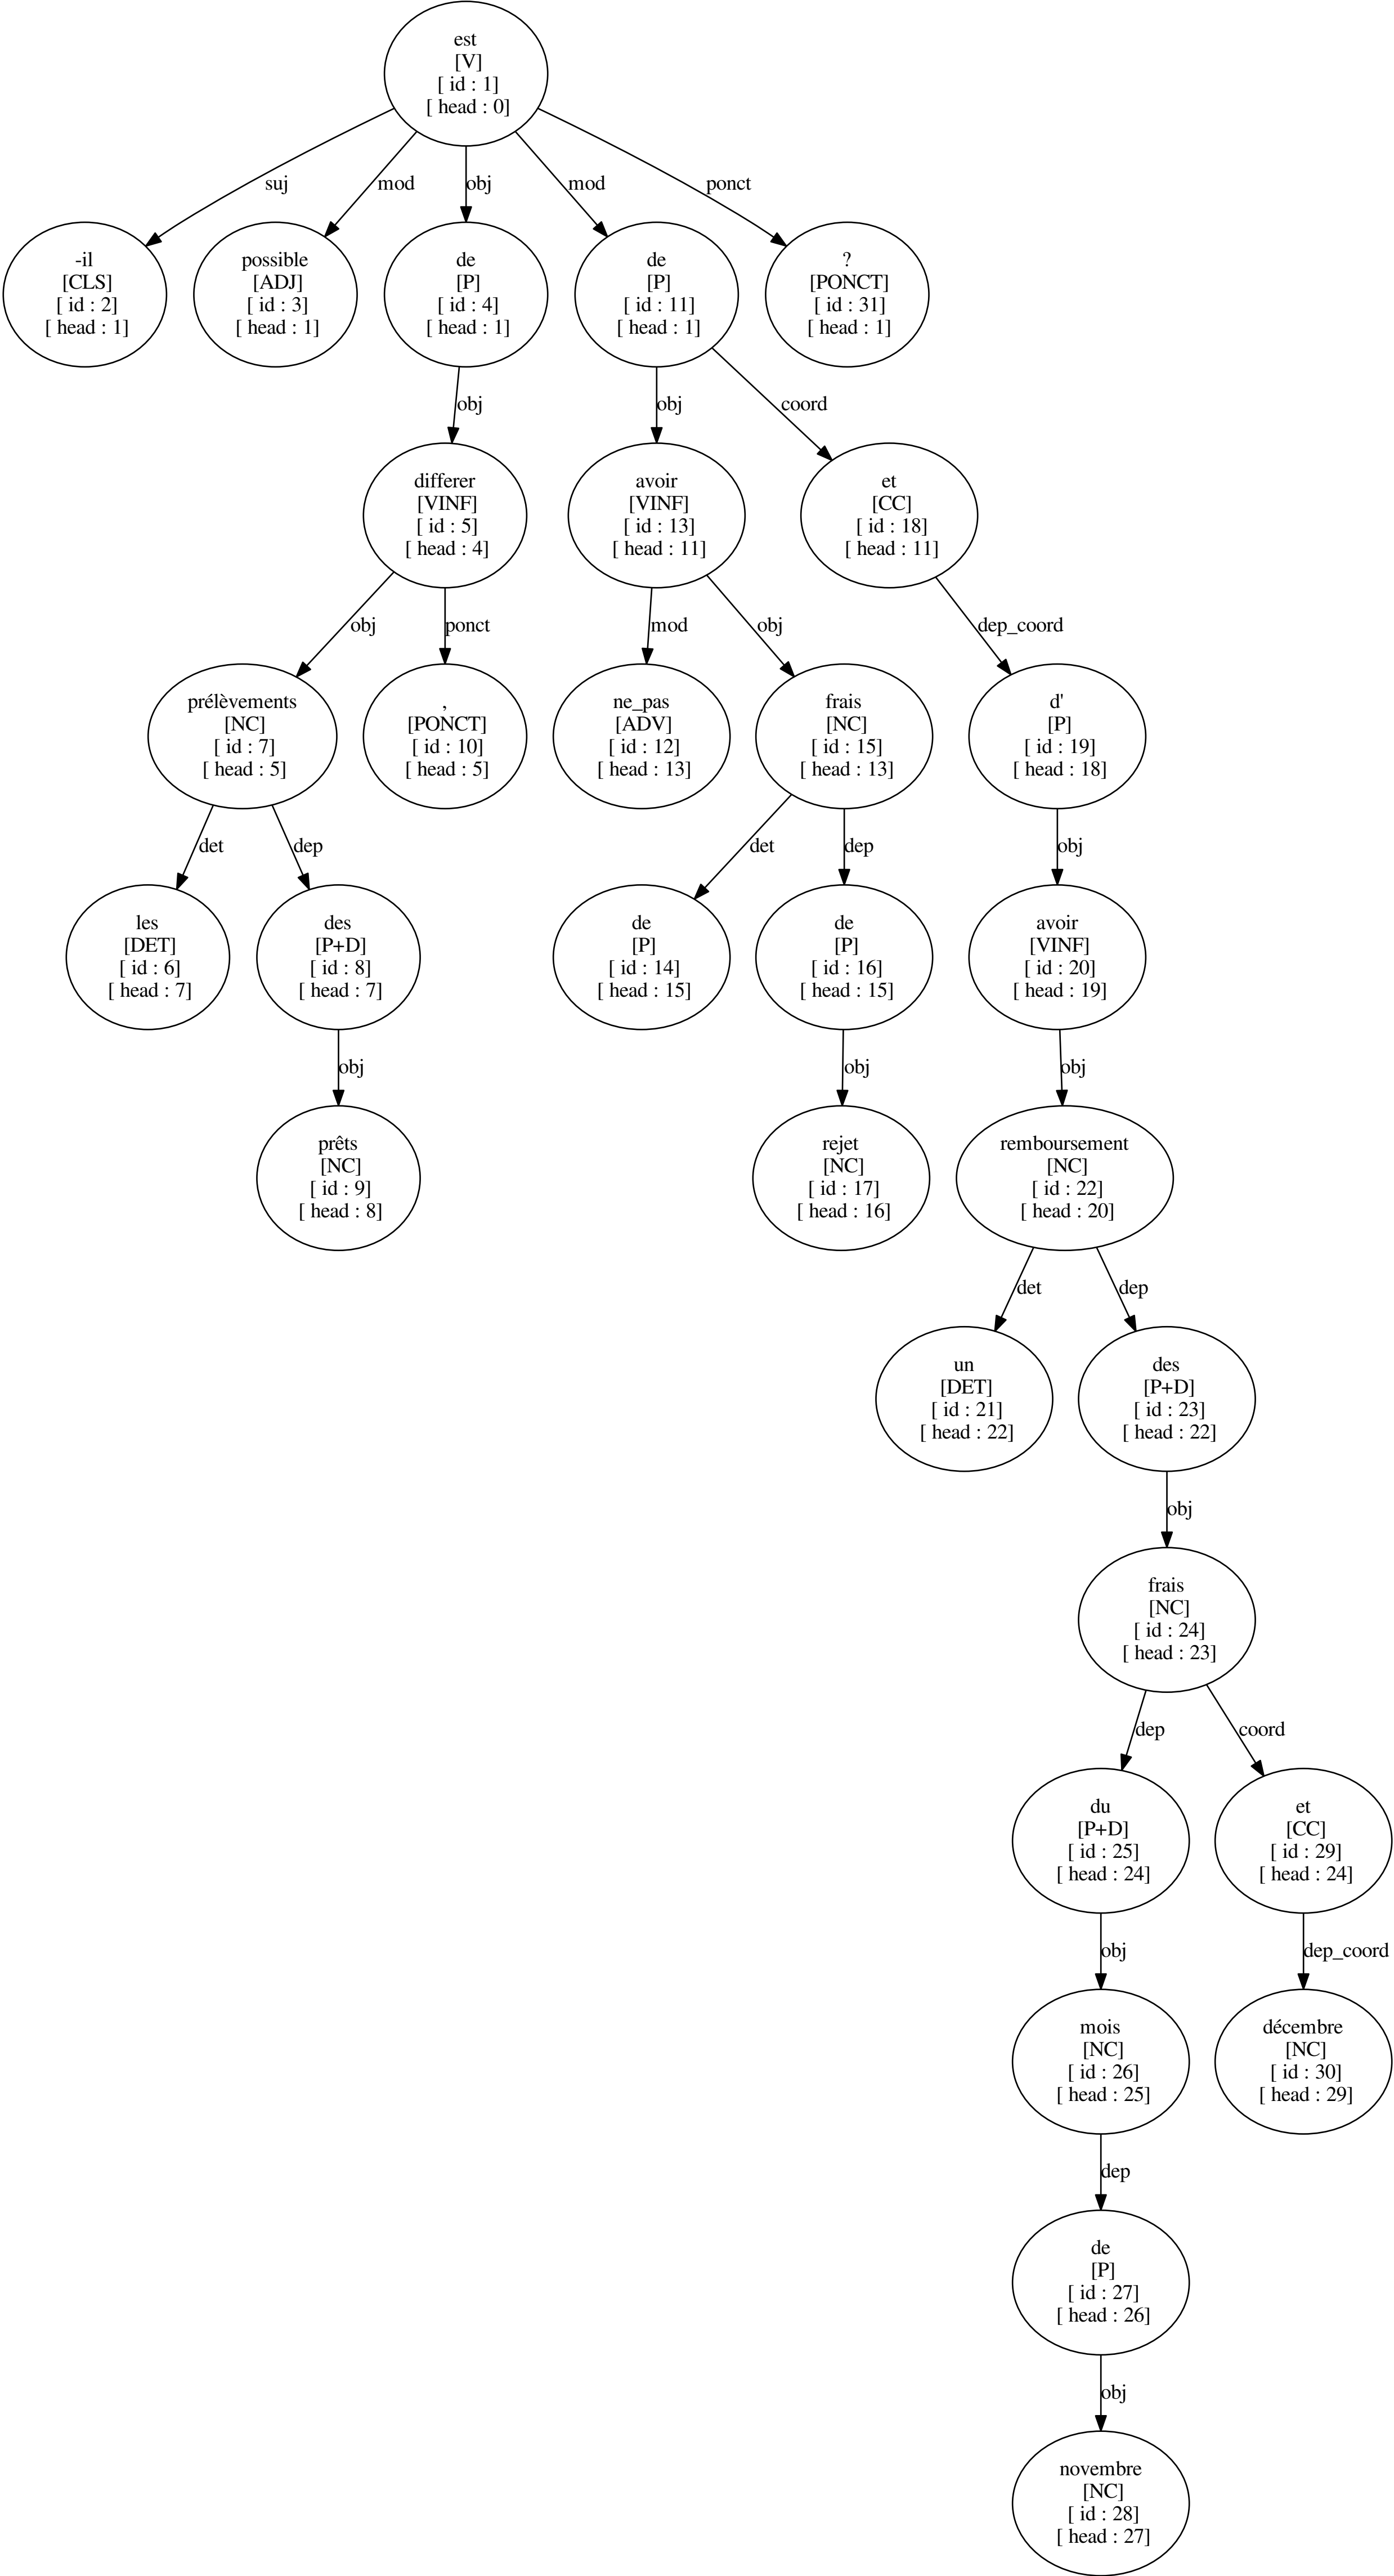 est
[V]
[ id : 1]
[ head : 0]
suj
mod
obj
mod
ponct
-il
[CLS]
[ id : 2]
[ head : 1]
possible
[ADJ]
[ id : 3]
[ head : 1]
de
[P]
[ id : 4]
[ head : 1]
de
[P]
[ id : 11]
[ head : 1]
?
[PONCT]
[ id : 31]
[ head : 1]
obj
obj
coord
differer
[VINF]
[ id : 5]
[ head : 4]
avoir
[VINF]
[ id : 13]
[ head : 11]
et
[CC]
[ id : 18]
[ head : 11]
obj
ponct
mod
obj
dep_coord
prélèvements
[NC]
[ id : 7]
[ head : 5]
,
[PONCT]
[ id : 10]
[ head : 5]
ne_pas
[ADV]
[ id : 12]
[ head : 13]
frais
[NC]
[ id : 15]
[ head : 13]
d'
[P]
[ id : 19]
[ head : 18]
det
dep
det
dep
obj
les
[DET]
[ id : 6]
[ head : 7]
des
[P+D]
[ id : 8]
[ head : 7]
de
[P]
[ id : 14]
[ head : 15]
de
[P]
[ id : 16]
[ head : 15]
avoir
[VINF]
[ id : 20]
[ head : 19]
obj
obj
obj
prêts
[NC]
[ id : 9]
[ head : 8]
rejet
[NC]
[ id : 17]
[ head : 16]
remboursement
[NC]
[ id : 22]
[ head : 20]
det
dep
un
[DET]
[ id : 21]
[ head : 22]
des
[P+D]
[ id : 23]
[ head : 22]
obj
frais
[NC]
[ id : 24]
[ head : 23]
dep
coord
du
[P+D]
[ id : 25]
[ head : 24]
et
[CC]
[ id : 29]
[ head : 24]
obj
dep_coord
mois
[NC]
[ id : 26]
[ head : 25]
décembre
[NC]
[ id : 30]
[ head : 29]
dep
de
[P]
[ id : 27]
[ head : 26]
obj
novembre
[NC]
[ id : 28]
[ head : 27]